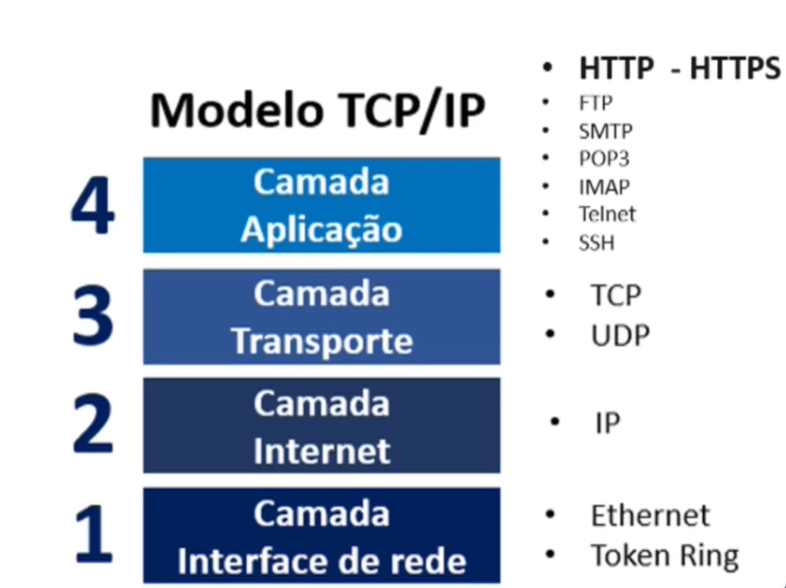 Modelo TCP/IP
4
Camada
Aplicação
• HTTP - HTTPS
• FTP
• SMTP
• POP3
• IMAP
• Telnet
• SSH
3
Camada
Transporte
• TCP
• UDP
2
Camada
Internet
• IP
1
Camada
Interface de rede
• Ethernet
• Token Ring